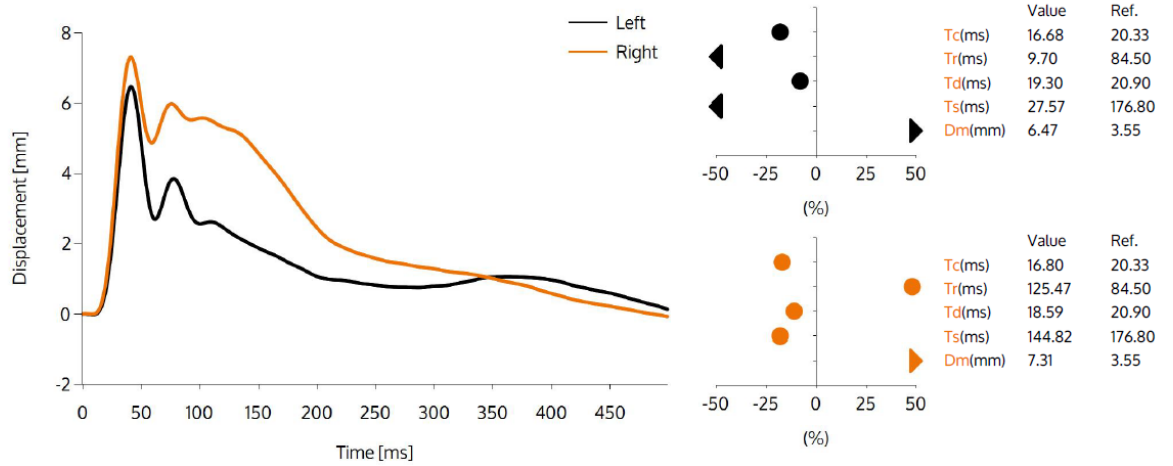 Left
Right
Displacement [mm]
8
6
4
2
0
-2
0 50 100 150 200 250 300 350 400 450
Time [ms]
Value Ref.
Tc(ms) 16.68 20.33
Tr(ms) 9.70 84.50
Td(ms) 19.30 20.90
Ts(ms) 27.57 176.80
Dm(mm) 6.47 3.55
-50 -25 0 25 50
(%)
Value Ref.
Tc(ms) 16.80 20.33
Tr(ms) 125.47 84.50
Td(ms) 18.59 20.90
Ts(ms) 144.82 176.80
Dm(mm) 7.31 3.55
-50 -25 0 25 50
(%)